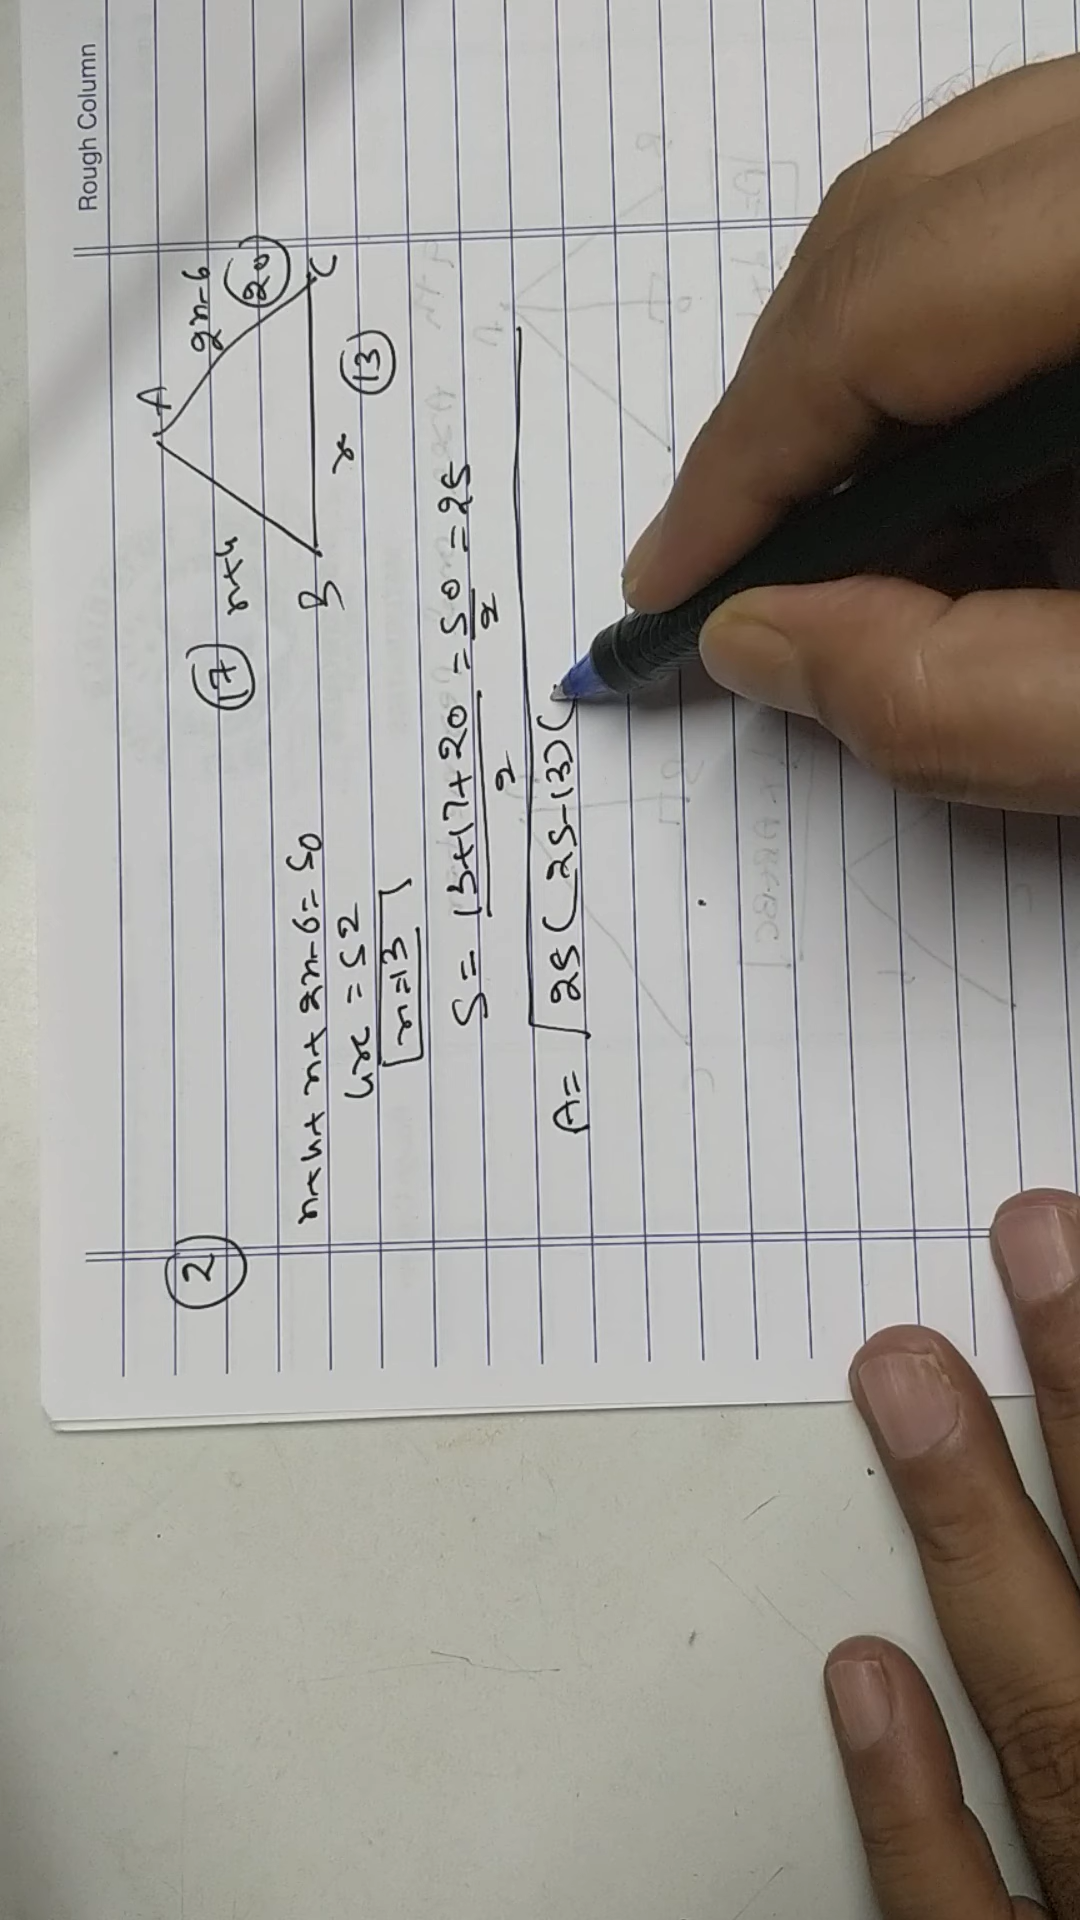 Rough Column
②
A
2x-6
⑳
C
⑰ x+4
B
x
⑬
x+4+x+2x-6=50
4x=52
x=13
S=13+17+20=50=25
2 2
A=√25(25-13)(